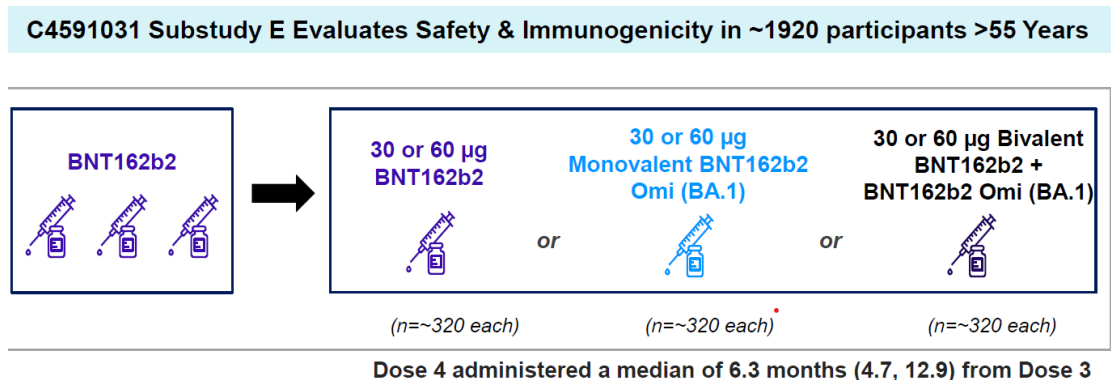 C4591031 Substudy E Evaluates Safety & Immunogenicity in ~1920 participants >55 Years
BNT162b2
30 or 60 µg
BNT162b2
or
30 or 60 µg
Monovalent BNT162b2
Omi (BA.1)
or
30 or 60 µg Bivalent
BNT162b2 +
BNT162b2 Omi (BA.1)
(n=~320 each)
(n=~320 each)
(n=~320 each)
Dose 4 administered a median of 6.3 months (4.7, 12.9) from Dose 3